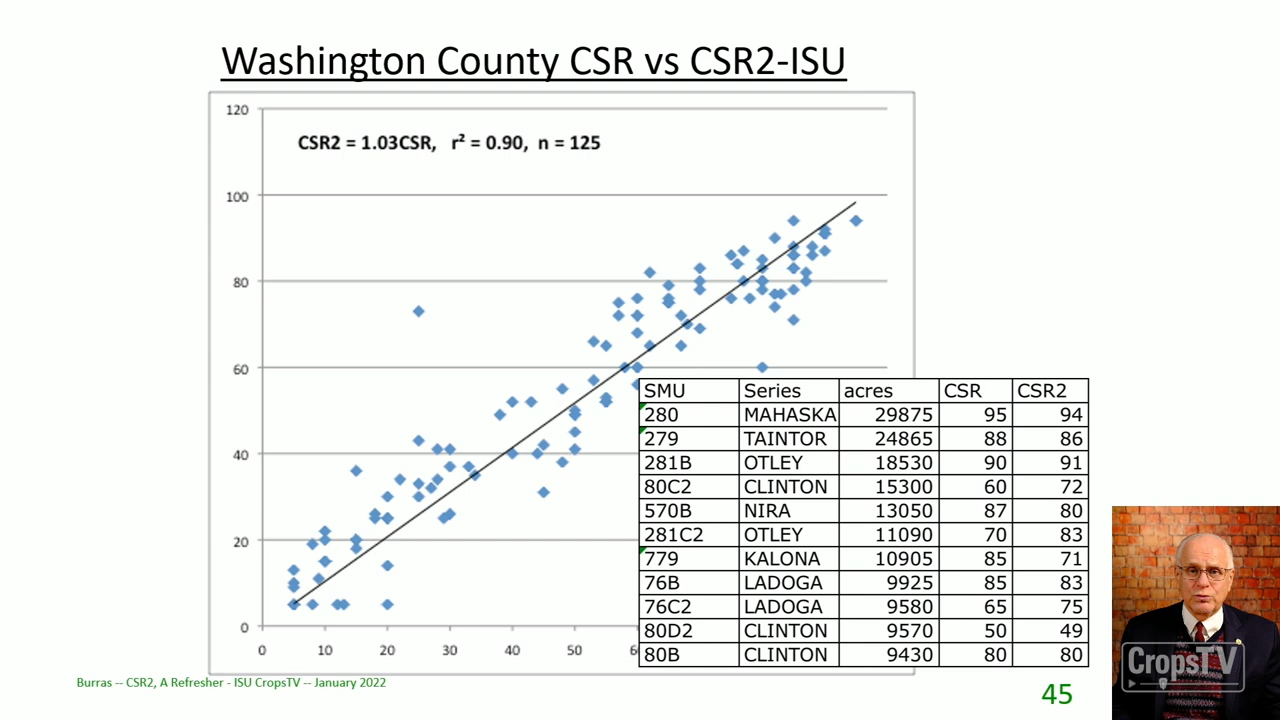 Washington County CSR vs CSR2-ISU
120
CSR2 = 1.03CSR, r² = 0.90, n = 125
100
80
60
40
20
0
0 10 20 30 40 50
SMU Series acres CSR CSR2
280 MAHASKA 29875 95 94
279 TAINTOR 24865 88 86
281B OTLEY 18530 90 91
80C2 CLINTON 15300 60 72
570B NIRA 13050 87 80
281C2 OTLEY 11090 70 83
779 KALONA 10905 85 71
76B LADOGA 9925 85 83
76C2 LADOGA 9580 65 75
80D2 CLINTON 9570 50 49
80B CLINTON 9430 80 80
Burras -- CSR2, A Refresher - ISU CropsTV -- January 2022
45
CropsTV